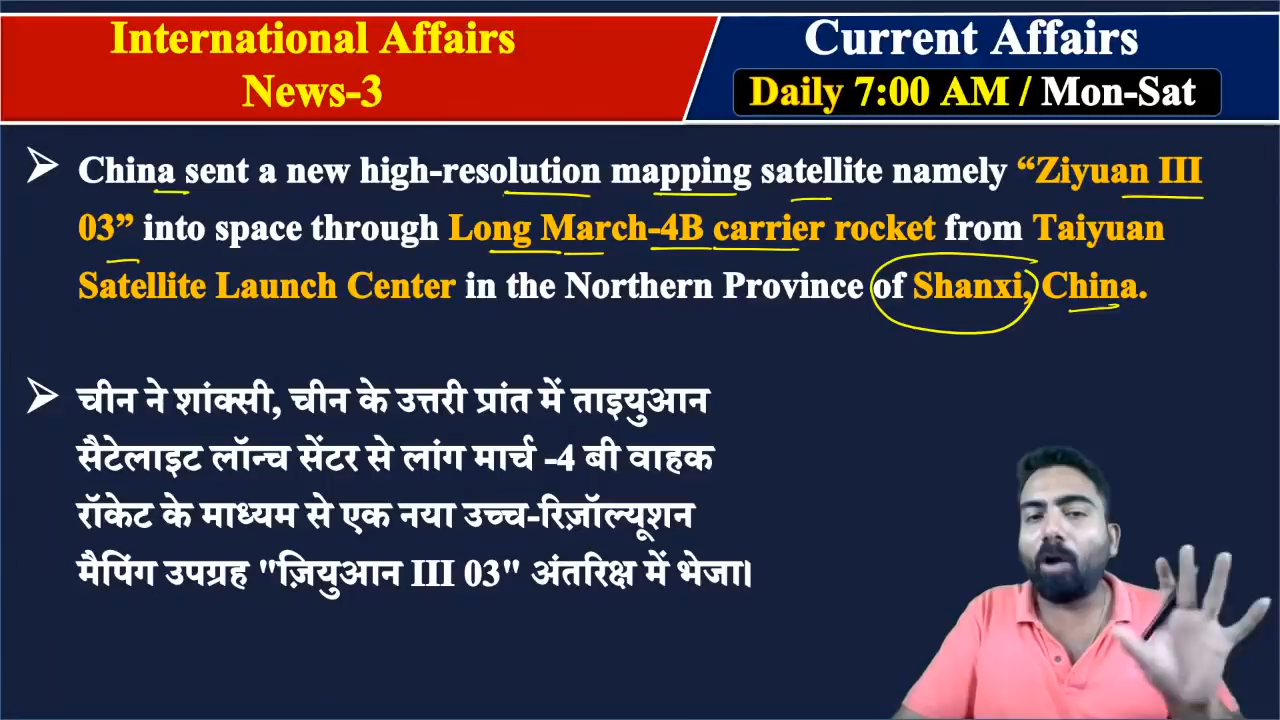 International Affairs
News-3
Current Affairs
Daily 7:00 AM / Mon-Sat
China sent a new high-resolution mapping satellite namely “Ziyuan III
03” into space through Long March-4B carrier rocket from Taiyuan
Satellite Launch Center in the Northern Province of Shanxi, China.
चीन ने शांक्सी, चीन के उत्तरी प्रांत में ताइयुआन
सैटेलाइट लॉन्च सेंटर से लांग मार्च -4 बी वाहक
रॉकेट के माध्यम से एक नया उच्च-रिज़ॉल्यूशन
मैपिंग उपग्रह "ज़ियुआन III 03" अंतरिक्ष में भेजा।